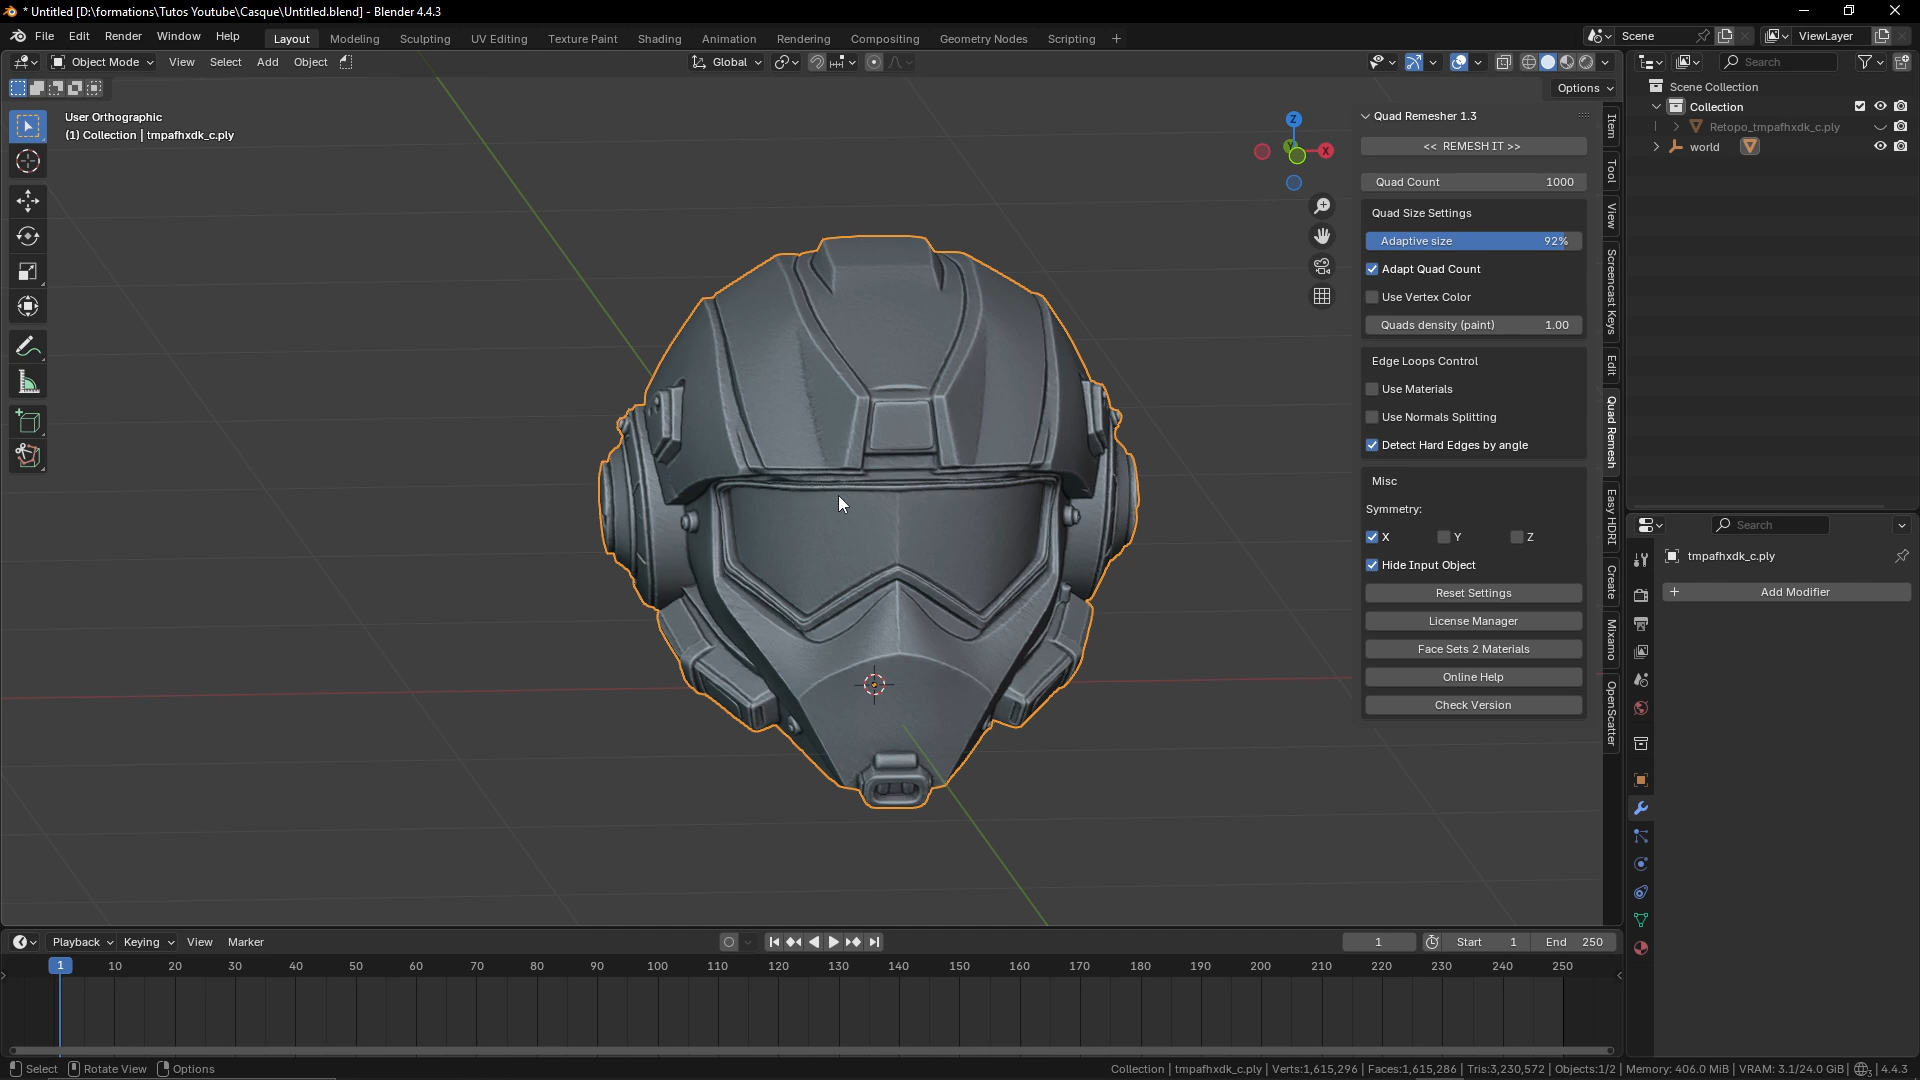 * Untitled [D:\formations\Tutos Youtube\Casque\Untitled.blend] - Blender 4.4.3
File Edit Render Window Help Layout Modeling Sculpting UV Editing Texture Paint Shading Animation Rendering Compositing Geometry Nodes Scripting + Scene ViewLayer
Object Mode View Select Add Object Global Search
Options
User Orthographic
(1) Collection | tmpafhxdk_c.ply
Z
Y
X
Quad Remesher 1.3
<< REMESH IT >>
Quad Count 1000
Quad Size Settings
Adaptive size 92%
Adapt Quad Count
Use Vertex Color
Quads density (paint) 1.00
Edge Loops Control
Use Materials
Use Normals Splitting
Detect Hard Edges by angle
Misc
Symmetry:
X Y Z
Hide Input Object
Reset Settings
License Manager
Face Sets 2 Materials
Online Help
Check Version
Item
Tool
View
Screencast Keys
Edit
Quad Remesh
Easy HDRI
Create
Mixamo
OpenScatter
Scene Collection
Collection
Retopo_tmpafhxdk_c.ply
world
Search
tmpafhxdk_c.ply
+ Add Modifier
Playback Keying View Marker 1 Start 1 End 250
1 10 20 30 40 50 60 70 80 90 100 110 120 130 140 150 160 170 180 190 200 210 220 230 240 250
Select Rotate View Options Collection | tmpafhxdk_c.ply | Verts:1,615,296 | Faces:1,615,286 | Tris:3,230,572 | Objects:1/2 | Memory: 406.0 MiB | VRAM: 3.1/24.0 GiB | 3 | 4.4.3